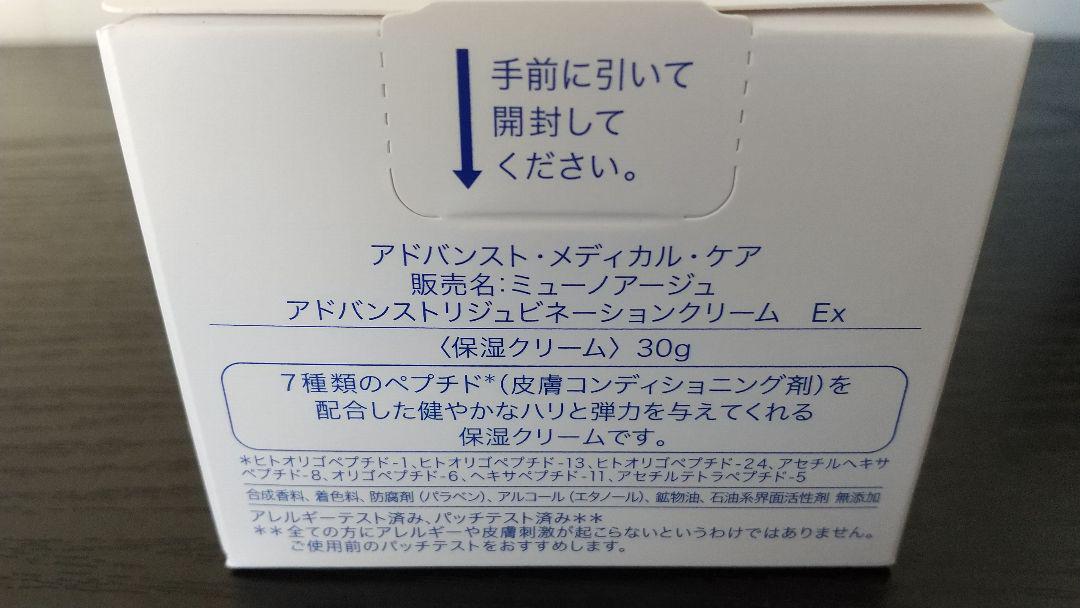 手前に引いて
開封して
ください。
アドバンスト・メディカル・ケア
販売名:ミューノアージュ
アドバンストリジュビネーションクリーム Ex
〈保湿クリーム〉30g
7種類のペプチド*(皮膚コンディショニング剤)を
配合した健やかなハリと弾力を与えてくれる
保湿クリームです。
*ヒトオリゴペプチド-1、ヒトオリゴペプチド-13、ヒトオリゴペプチド-24、アセチルヘキサ
ペプチド-8、オリゴペプチド-6、ヘキサペプチド-11、アセチルテトラペプチド-5
合成香料、着色料、防腐剤(パラベン)、アルコール(エタノール)、鉱物油、石油系界面活性剤 無添加
アレルギーテスト済み、パッチテスト済み**
**全ての方にアレルギーや皮膚刺激が起こらないというわけではありません。
ご使用前のパッチテストをおすすめします。